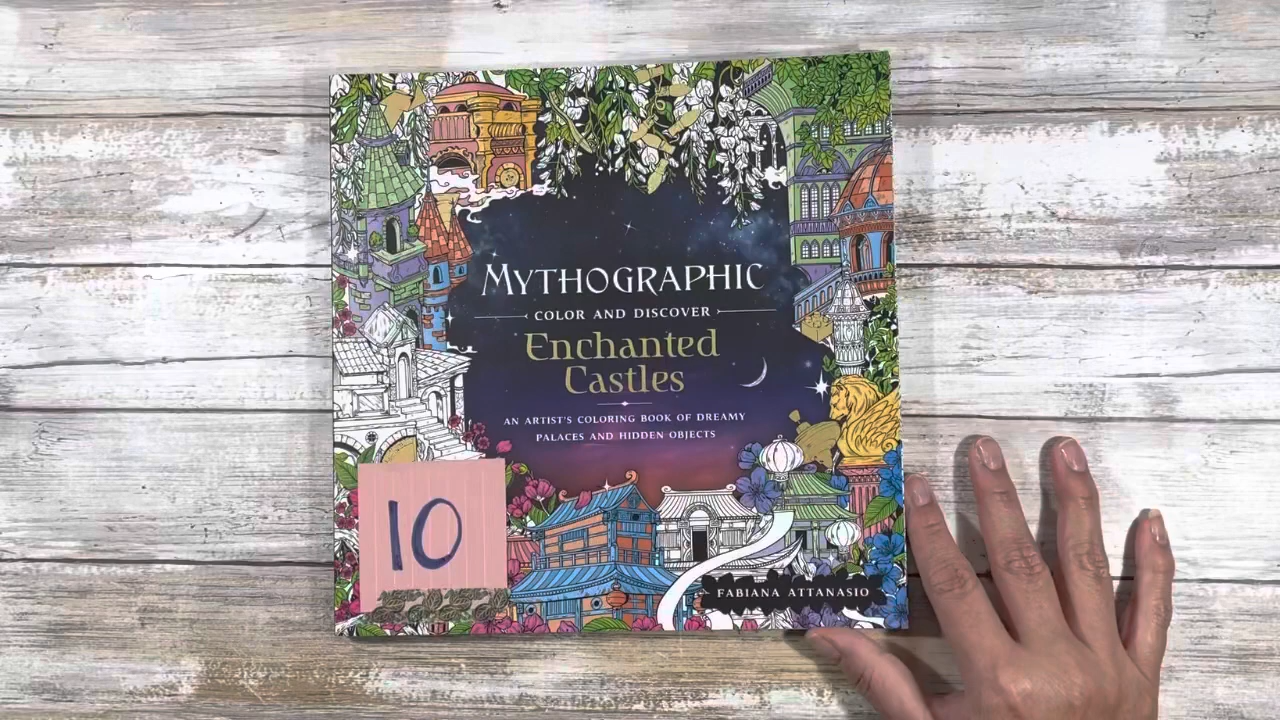 MYTHOGRAPHIC
COLOR AND DISCOVER
Enchanted
Castles
AN ARTIST'S COLORING BOOK OF DREAMY
PALACES AND HIDDEN OBJECTS
10
FABIANA ATTANASIO